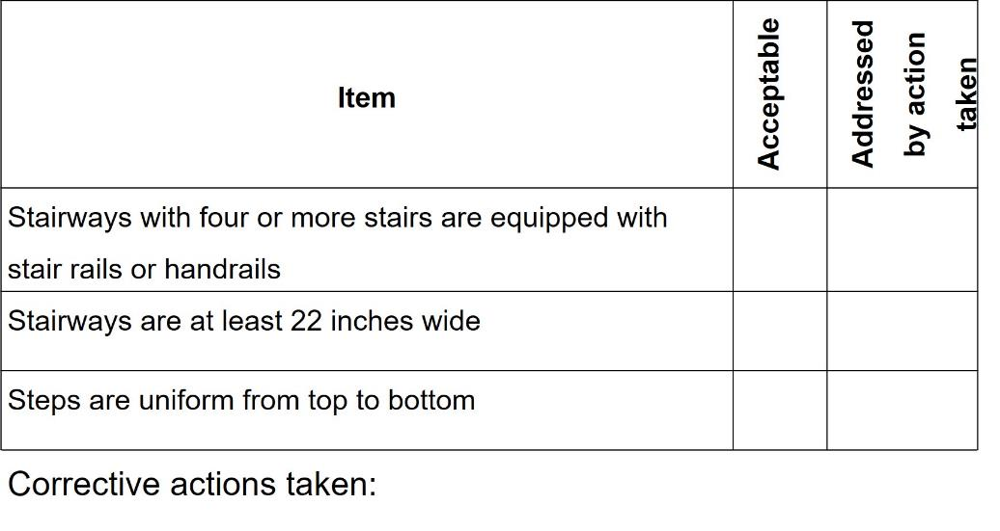 Item
Acceptable
Addressed
by action
taken
Stairways with four or more stairs are equipped with
stair rails or handrails
Stairways are at least 22 inches wide
Steps are uniform from top to bottom
Corrective actions taken: